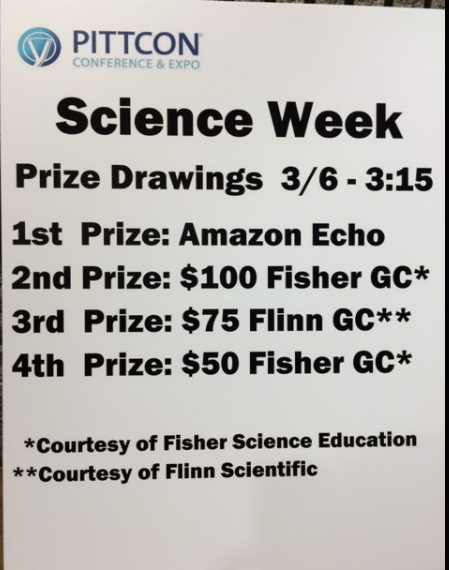 PITTCON
CONFERENCE & EXPO
Science Week
Prize Drawings 3/6 - 3:15
1st Prize: Amazon Echo
2nd Prize: $100 Fisher GC*
3rd Prize: $75 Flinn GC**
4th Prize: $50 Fisher GC*
*Courtesy of Fisher Science Education
**Courtesy of Flinn Scientific